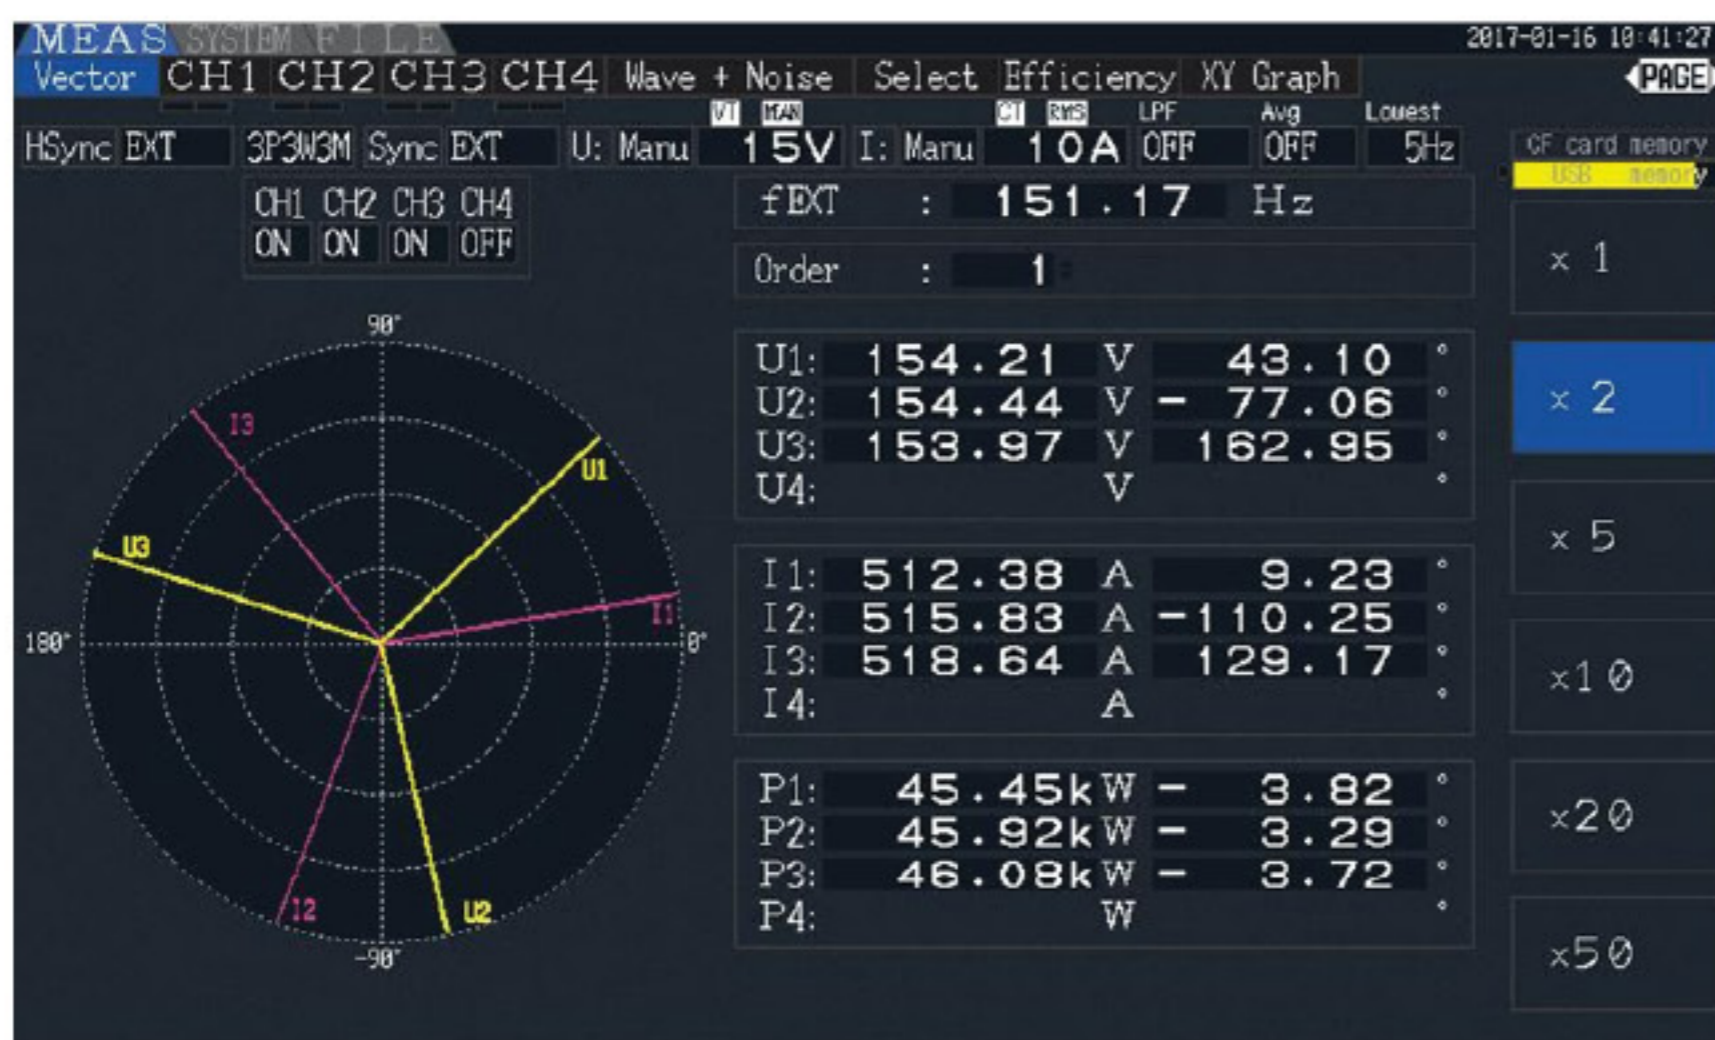 MEAS SYSTEM FILE 2017-01-16 10:41:27
Vector CH1 CH2 CH3 CH4 Wave + Noise Select Efficiency XY Graph PAGE
VT CT RMS LPF Avg Lowest
HSync EXT 3P3W3M Sync EXT U: Manu 15V I: Manu 10A OFF OFF 5Hz
CF card memory
USB memory
CH1 CH2 CH3 CH4
ON ON ON OFF
fEXT : 151.17 Hz
Order : 1
90°
I3
U1
U3
I1
180°
0°
I2
U2
-90°
U1: 154.21 V 43.10 °
U2: 154.44 V - 77.06 °
U3: 153.97 V 162.95 °
U4: V °
I1: 512.38 A 9.23 °
I2: 515.83 A -110.25 °
I3: 518.64 A 129.17 °
I4: A °
P1: 45.45kW - 3.82 °
P2: 45.92kW - 3.29 °
P3: 46.08kW - 3.72 °
P4: W °
× 1
× 2
× 5
×10
×20
×50